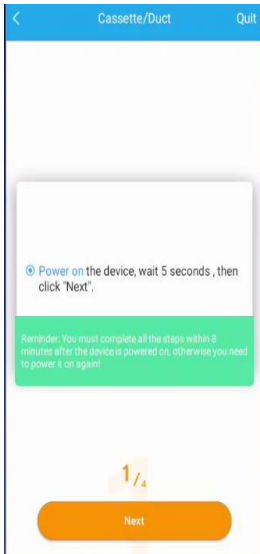 Cassette/Duct
Quit
Power on the device, wait 5 seconds , then
click "Next".
Reminder: You must complete all the steps within 8
minutes after the device is powered on, otherwise you need
to power it on again!
1/4
Next